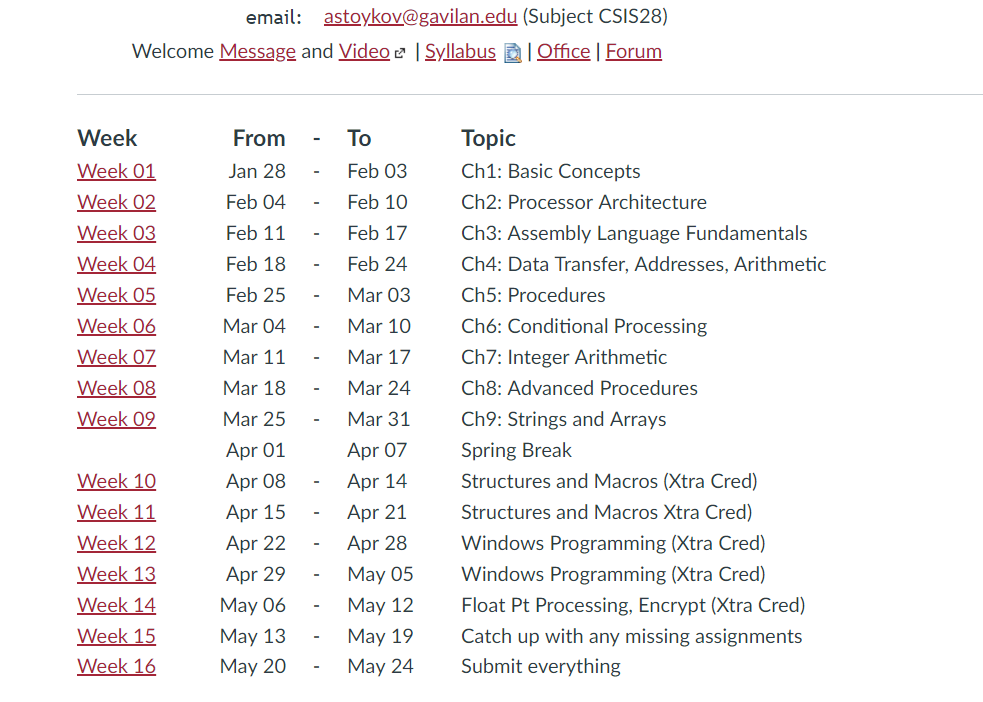 email: astoykov@gavilan.edu (Subject CSIS28)
Welcome Message and Video | Syllabus | Office | Forum
Week From - To Topic
Week 01 Jan 28 - Feb 03 Ch1: Basic Concepts
Week 02 Feb 04 - Feb 10 Ch2: Processor Architecture
Week 03 Feb 11 - Feb 17 Ch3: Assembly Language Fundamentals
Week 04 Feb 18 - Feb 24 Ch4: Data Transfer, Addresses, Arithmetic
Week 05 Feb 25 - Mar 03 Ch5: Procedures
Week 06 Mar 04 - Mar 10 Ch6: Conditional Processing
Week 07 Mar 11 - Mar 17 Ch7: Integer Arithmetic
Week 08 Mar 18 - Mar 24 Ch8: Advanced Procedures
Week 09 Mar 25 - Mar 31 Ch9: Strings and Arrays
Apr 01 Apr 07 Spring Break
Week 10 Apr 08 - Apr 14 Structures and Macros (Xtra Cred)
Week 11 Apr 15 - Apr 21 Structures and Macros Xtra Cred)
Week 12 Apr 22 - Apr 28 Windows Programming (Xtra Cred)
Week 13 Apr 29 - May 05 Windows Programming (Xtra Cred)
Week 14 May 06 - May 12 Float Pt Processing, Encrypt (Xtra Cred)
Week 15 May 13 - May 19 Catch up with any missing assignments
Week 16 May 20 - May 24 Submit everything